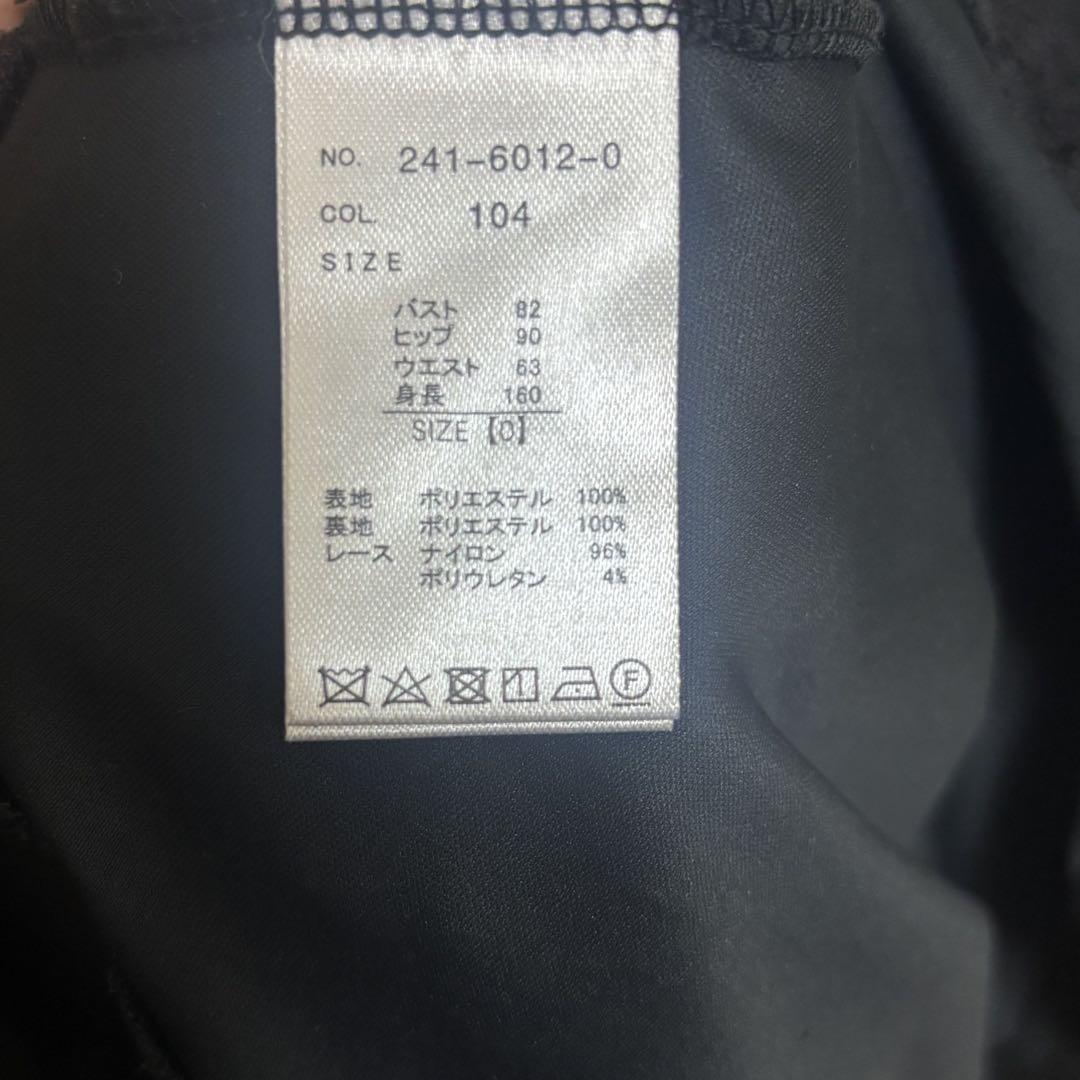 NO. 241-6012-0
COL. 104
SIZE
バスト 82
ヒップ 90
ウエスト 63
身長 160
SIZE【0】
表地 ポリエステル 100%
裏地 ポリエステル 100%
レース ナイロン 96%
ポリウレタン 4%
F